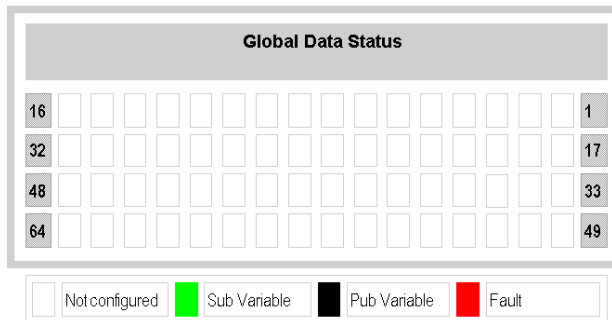 Global Data Status
16 1
32 17
48 33
64 49
Not configured Sub Variable Pub Variable Fault